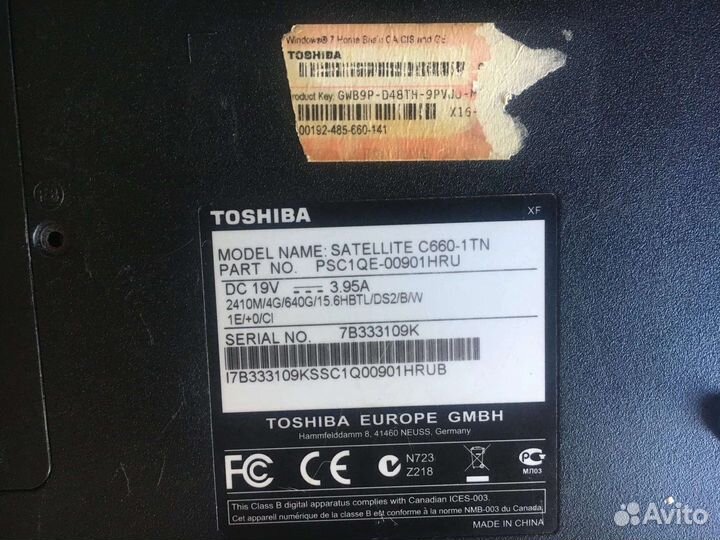 Windows® 7 Home Basic OA CIS and GE
TOSHIBA
roduct Key: GWB9P-D48TH-9PVJJ-M
X16-
00192-485-660-141
F8
TOSHIBA
XF
MODEL NAME: SATELLITE C660-1TN
PART NO. PSC1QE-00901HRU
DC 19V 3.95A
2410M/4G/640G/15.6HBTL/DS2/B/W
1E/+0/CI
SERIAL NO. 7B333109K
I7B333109KSSC1Q00901HRUB
TOSHIBA EUROPE GMBH
Hammfelddamm 8, 41460 NEUSS, Germany
FC CE N723
Z218
МЛ03
This Class B digital apparatus complies with Canadian ICES-003.
Cet appareil numérique de la classe B est conforme à la norme NMB-003 du Canada.
MADE IN CHINA
Avito